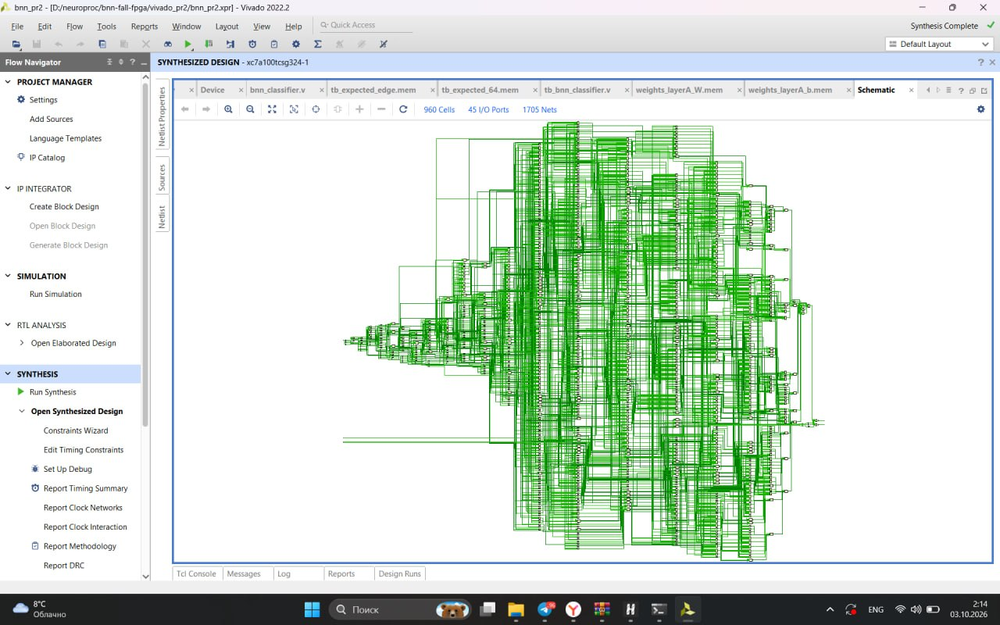 bnn_pr2 - [D:/neuroproc/bnn-fall-fpga/vivado_pr2/bnn_pr2.xpr] - Vivado 2022.2
File Edit Flow Tools Reports Window Layout View Help Quick Access
Synthesis Complete
Default Layout
Flow Navigator
SYNTHESIZED DESIGN - xc7a100tcsg324-1
PROJECT MANAGER
Settings
Add Sources
Language Templates
IP Catalog
IP INTEGRATOR
Create Block Design
Open Block Design
Generate Block Design
SIMULATION
Run Simulation
RTL ANALYSIS
Open Elaborated Design
SYNTHESIS
Run Synthesis
Open Synthesized Design
Constraints Wizard
Edit Timing Constraints
Set Up Debug
Report Timing Summary
Report Clock Networks
Report Clock Interaction
Report Methodology
Report DRC
Netlist Properties
Sources
Netlist
Device bnn_classifier.v tb_expected_edge.mem tb_expected_64.mem tb_bnn_classifier.v weights_layerA_W.mem weights_layerA_b.mem Schematic
960 Cells 45 I/O Ports 1705 Nets
Tcl Console Messages Log Reports Design Runs
8°C
Облачно
Поиск
96
ENG
2:14
03.10.2026